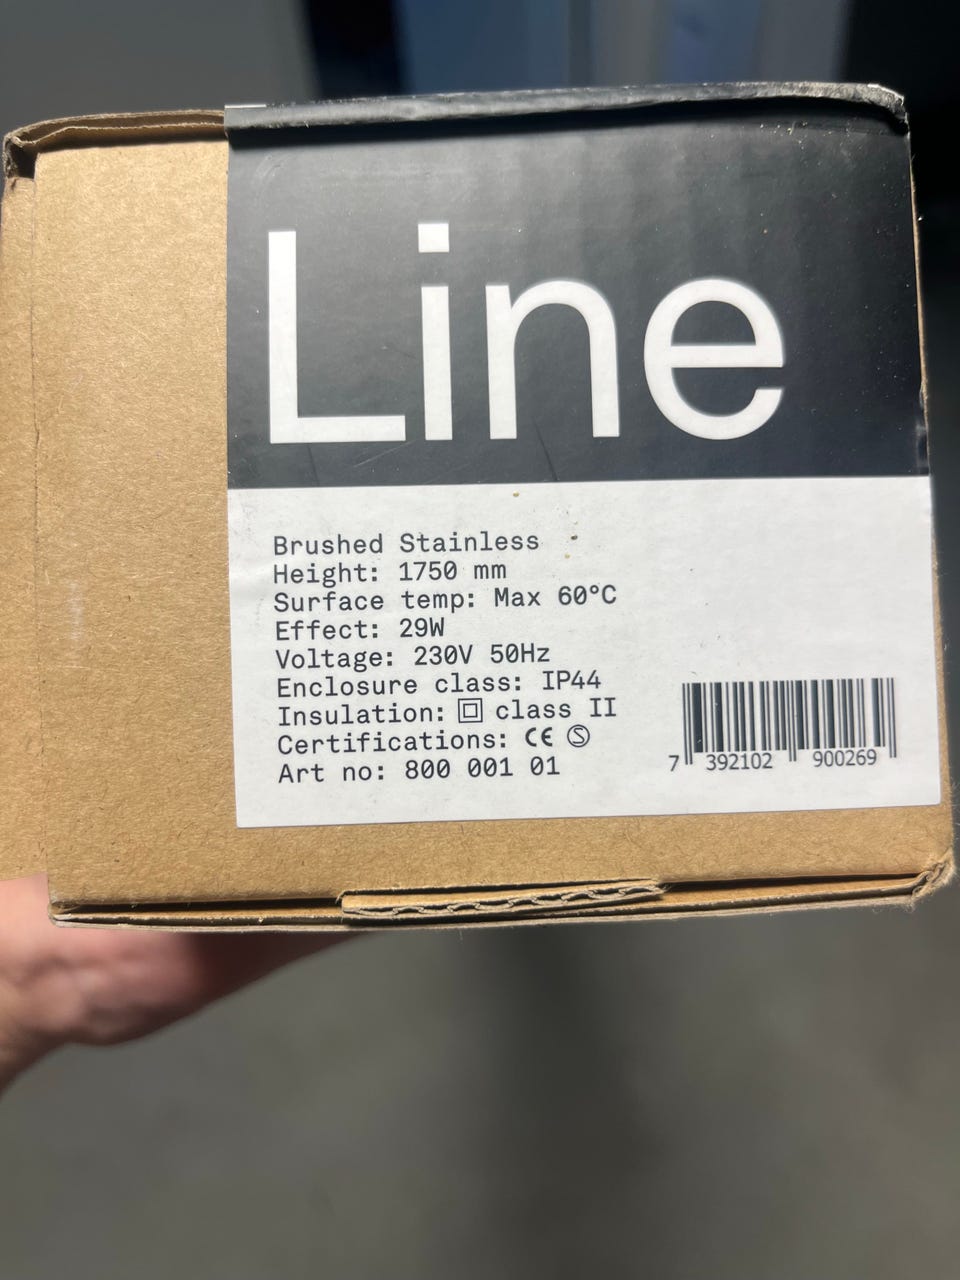 Line
Brushed Stainless
Height: 1750 mm
Surface temp: Max 60°C
Effect: 29W
Voltage: 230V 50Hz
Enclosure class: IP44
Insulation: class II
Certifications: CE S
Art no: 800 001 01
7 392102 900269